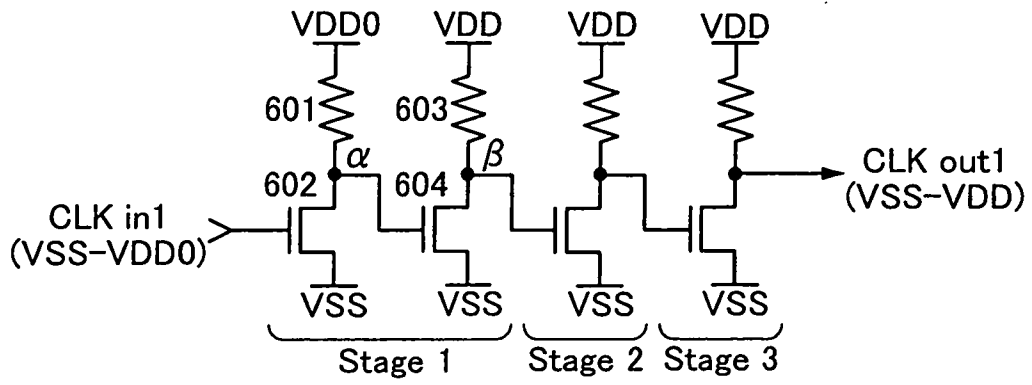 VDD0 VDD VDD VDD
601 603
α β
602 604
CLK in1
(VSS-VDD0)
CLK out1
(VSS-VDD)
VSS VSS VSS VSS
Stage 1 Stage 2 Stage 3